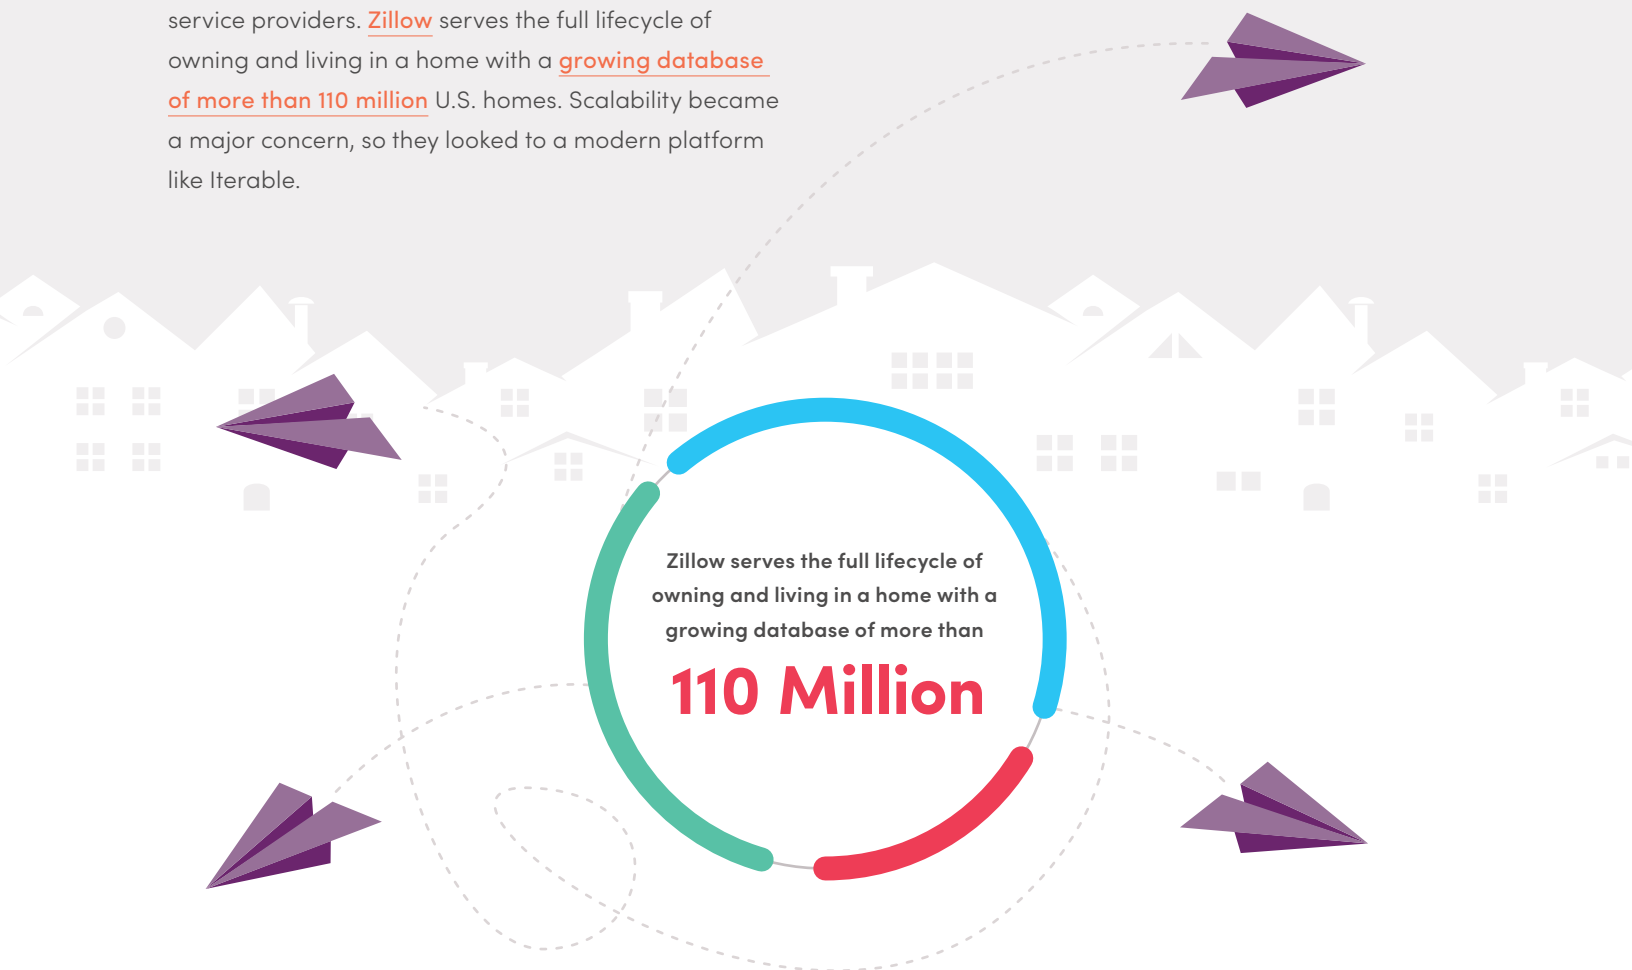 service providers. Zillow serves the full lifecycle of
owning and living in a home with a growing database
of more than 110 million U.S. homes. Scalability became
a major concern, so they looked to a modern platform
like Iterable.
Zillow serves the full lifecycle of
owning and living in a home with a
growing database of more than
110 Million